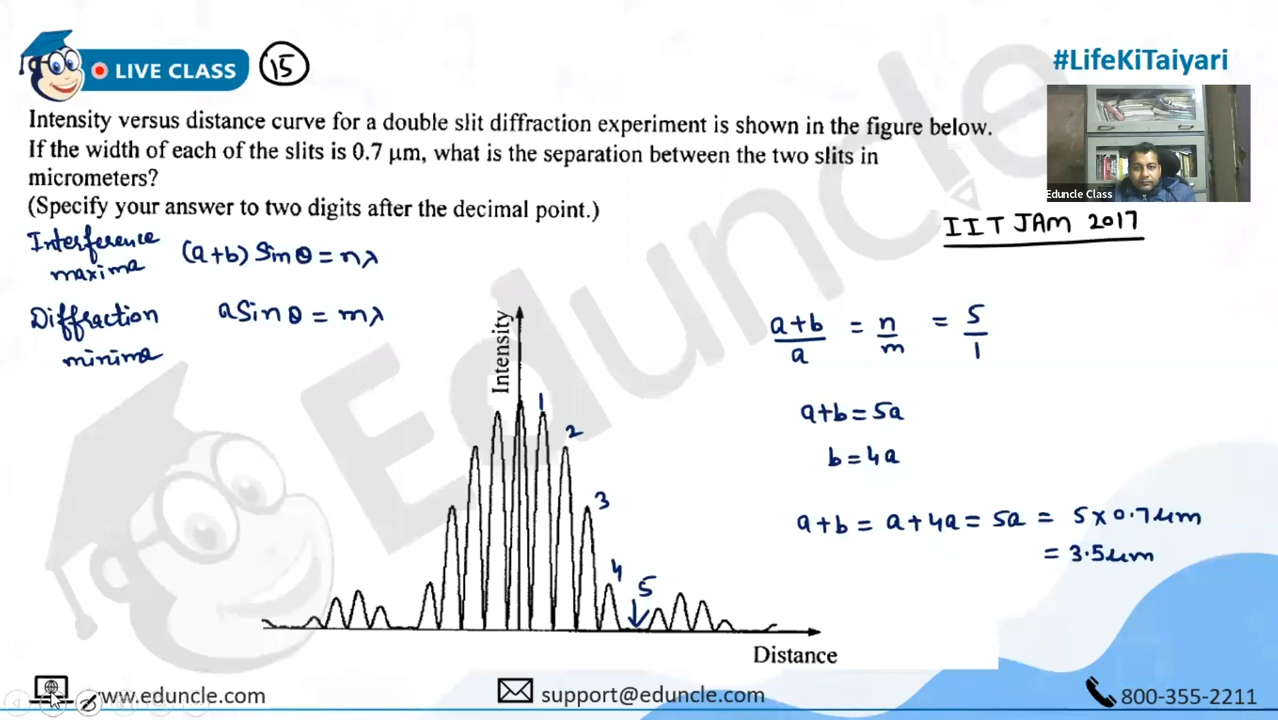 LIVE CLASS
15
#LifeKiTaiyari
Intensity versus distance curve for a double slit diffraction experiment is shown in the figure below.
If the width of each of the slits is 0.7 μm, what is the separation between the two slits in
micrometers?
(Specify your answer to two digits after the decimal point.)
Eduncle Class
IIT JAM 2017
Interference
maxima
(a+b) Sinθ = nλ
Diffraction
minima
aSinθ = mλ
Intensity
1
2
3
4
5
Distance
a+b/a = n/m = 5/1
a+b = 5a
b = 4a
a+b = a+4a = 5a = 5×0.7μm
= 3.5μm
Eduncle
www.eduncle.com
support@eduncle.com
800-355-2211